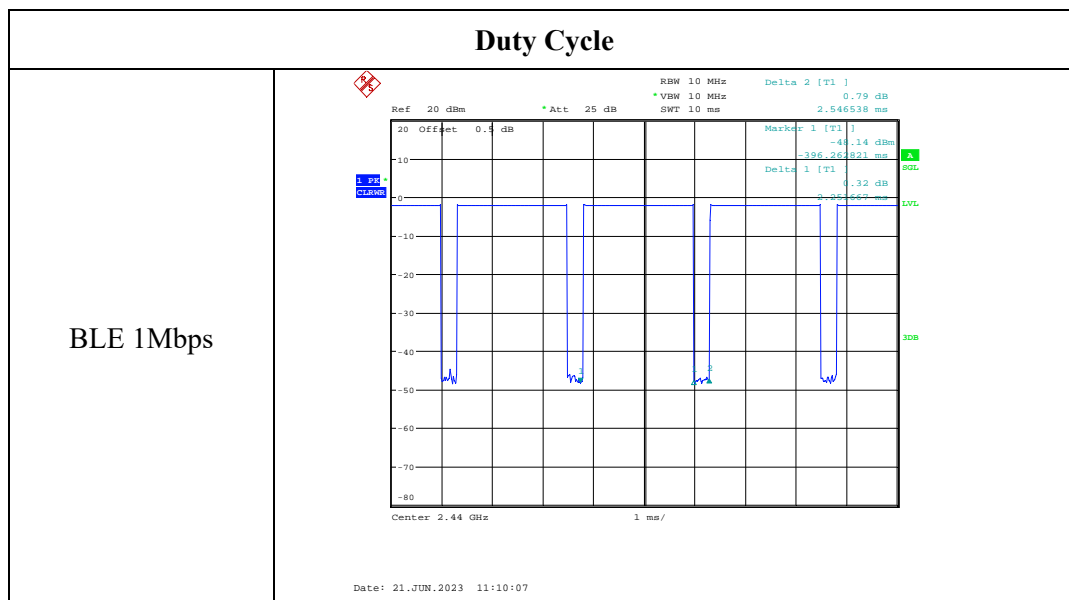 Duty Cycle
BLE 1Mbps
R S
RBW 10 MHz
Delta 2 [T1 ]
*VBW 10 MHz
0.79 dB
Ref 20 dBm
*Att 25 dB
SWT 10 ms
2.546538 ms
20 Offset 0.5 dB
Marker 1 [T1 ]
-48.14 dBm
-396.262821 ms
Delta 1 [T1 ]
0.32 dB
ms
A
SGL
1 PK *
CLRWR
LVL
3DB
10
0
-10
-20
-30
-40
-50
-60
-70
-80
1
1
2
Center 2.44 GHz
1 ms/
Date: 21.JUN.2023 11:10:07